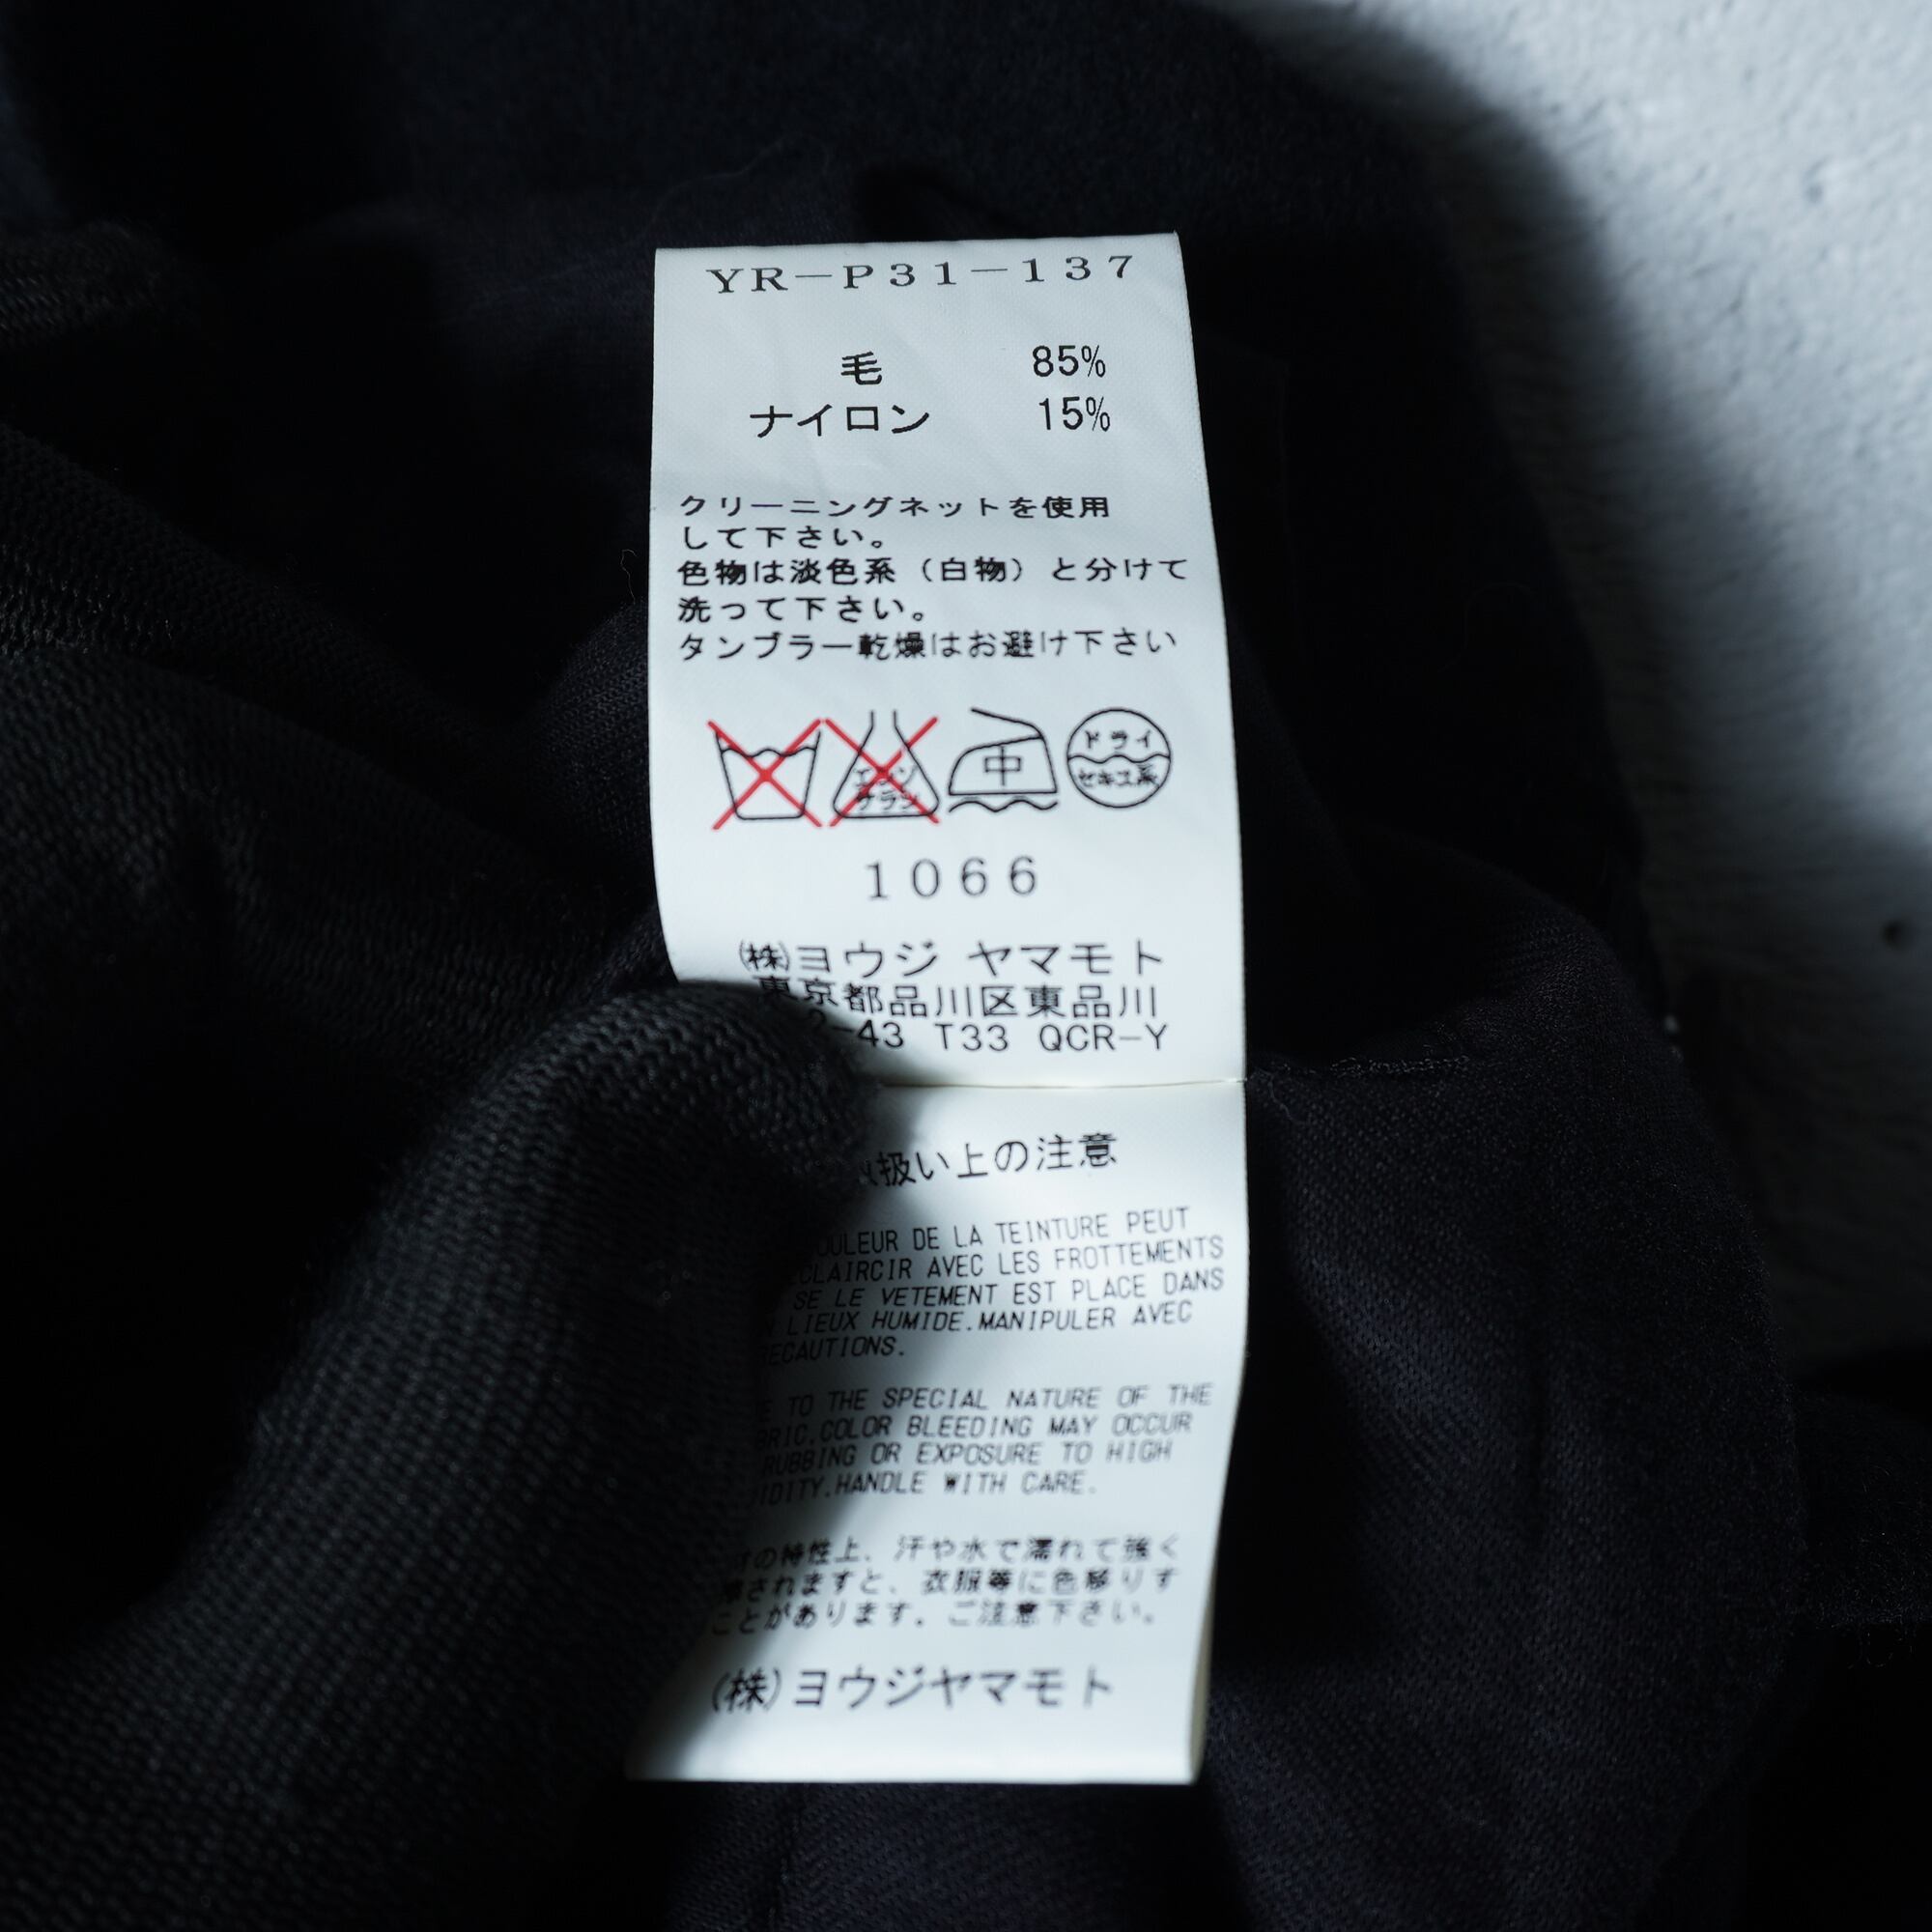 YR-P31-137
毛 85%
ナイロン 15%
クリーニングネットを使用
して下さい。
色物は淡色系(白物)と分けて
洗って下さい。
タンブラー乾燥はお避け下さい
エンソ
サラシ
中
ドライ
セキユ系
1066
(株)ヨウジ ヤマモト
東京都品川区東品川
2-43 T33 QCR-Y
扱い上の注意
DE LA TEINTURE PEUT
AVEC LES FROTTEMENTS
SE LE VETEMENT EST PLACE DANS
LIEUX HUMIDE.MANIPULER AVEC
TO THE SPECIAL NATURE OF THE
COLOR BLEEDING MAY OCCUR
RUBBING OR EXPOSURE TO HIGH
HANDLE WITH CARE.
の特性上、汗や水で濡れて強く
されますと、衣服等に色移りす
ことがあります。ご注意下さい。
(株)ヨウジヤマモト